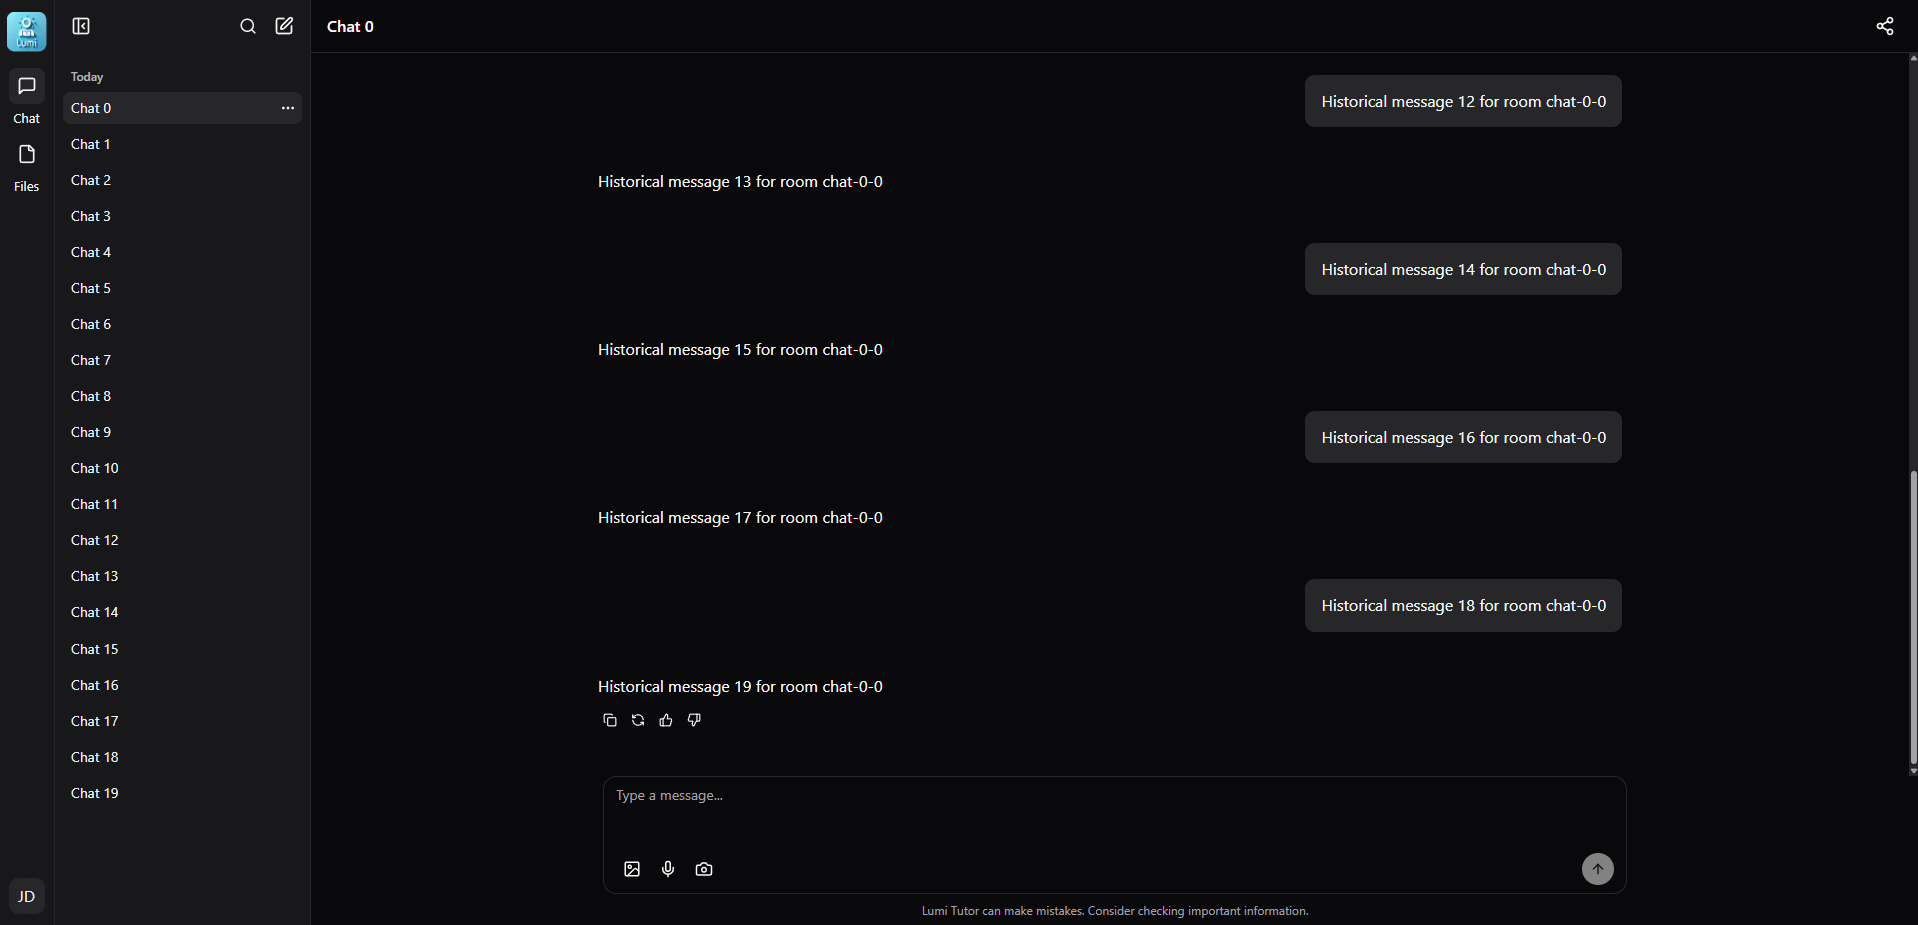 Lumi
Chat
Files
JD
Today
Chat 0
Chat 1
Chat 2
Chat 3
Chat 4
Chat 5
Chat 6
Chat 7
Chat 8
Chat 9
Chat 10
Chat 11
Chat 12
Chat 13
Chat 14
Chat 15
Chat 16
Chat 17
Chat 18
Chat 19
Chat 0
Historical message 12 for room chat-0-0
Historical message 13 for room chat-0-0
Historical message 14 for room chat-0-0
Historical message 15 for room chat-0-0
Historical message 16 for room chat-0-0
Historical message 17 for room chat-0-0
Historical message 18 for room chat-0-0
Historical message 19 for room chat-0-0
Type a message...
Lumi Tutor can make mistakes. Consider checking important information.